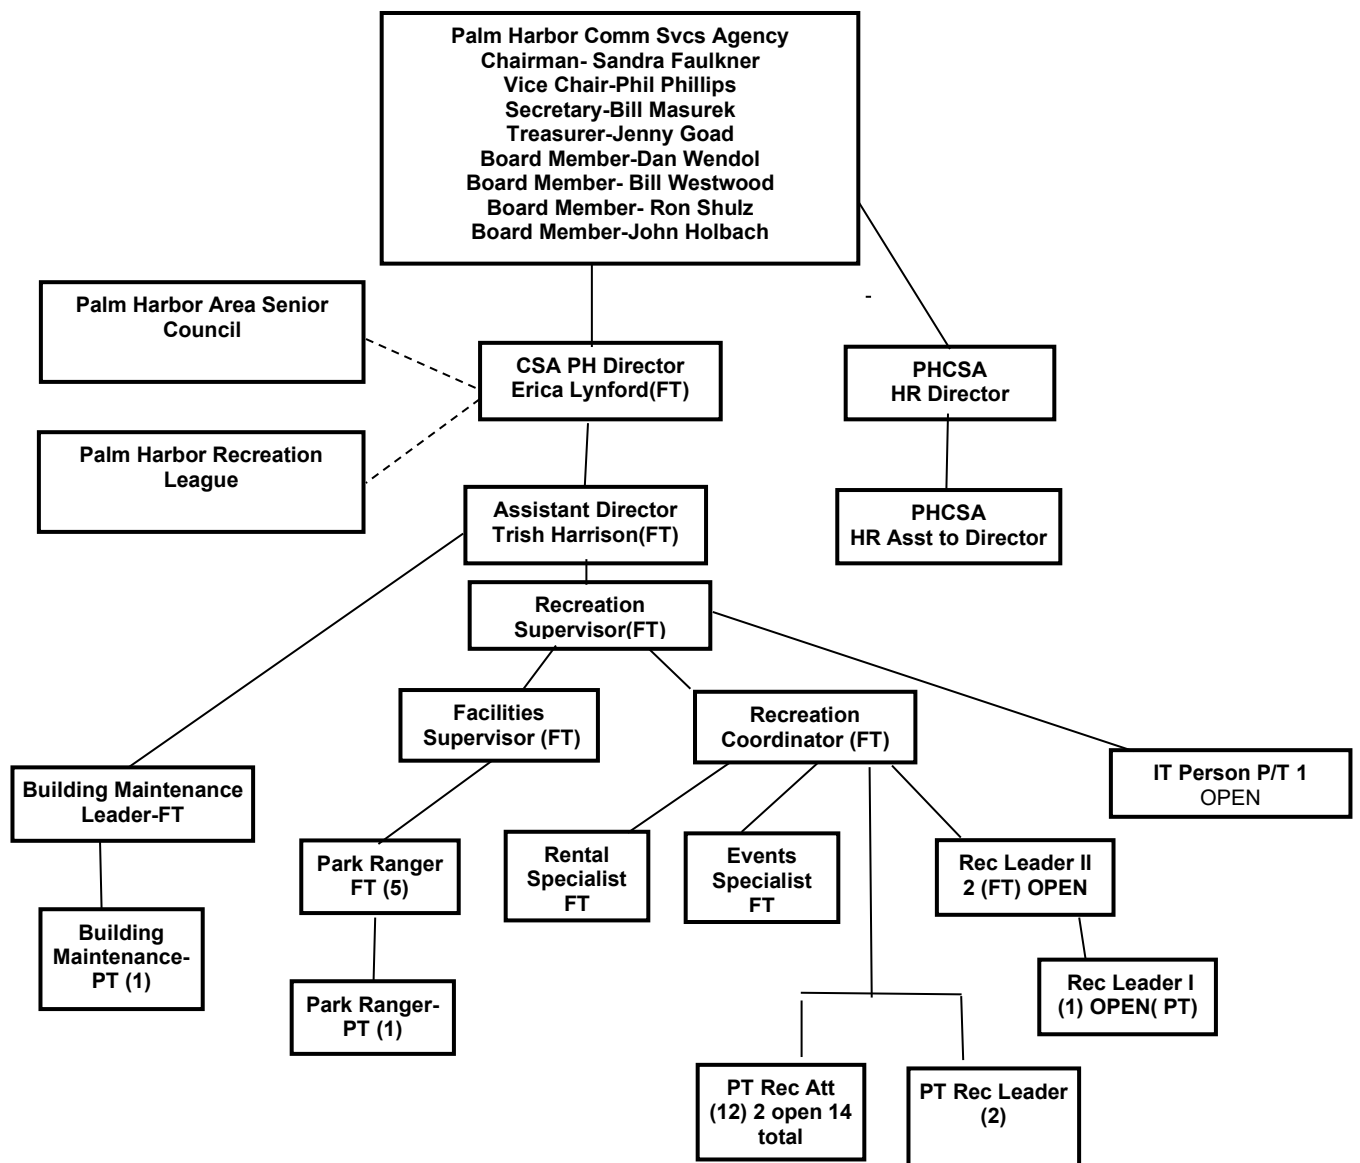 Palm Harbor Comm Svcs Agency
Chairman- Sandra Faulkner
Vice Chair-Phil Phillips
Secretary-Bill Masurek
Treasurer-Jenny Goad
Board Member-Dan Wendol
Board Member- Bill Westwood
Board Member- Ron Shulz
Board Member-John Holbach
-
Palm Harbor Area Senior
Council
CSA PH Director
Erica Lynford(FT)
PHCSA
HR Director
Palm Harbor Recreation
League
Assistant Director
Trish Harrison(FT)
PHCSA
HR Asst to Director
Recreation
Supervisor(FT)
Facilities
Supervisor (FT)
Recreation
Coordinator (FT)
IT Person P/T 1
OPEN
Building Maintenance
Leader-FT
Park Ranger
FT (5)
Rental
Specialist
FT
Events
Specialist
FT
Rec Leader II
2 (FT) OPEN
Building
Maintenance-
PT (1)
Park Ranger-
PT (1)
Rec Leader I
(1) OPEN( PT)
PT Rec Att
(12) 2 open 14
total
PT Rec Leader
(2)